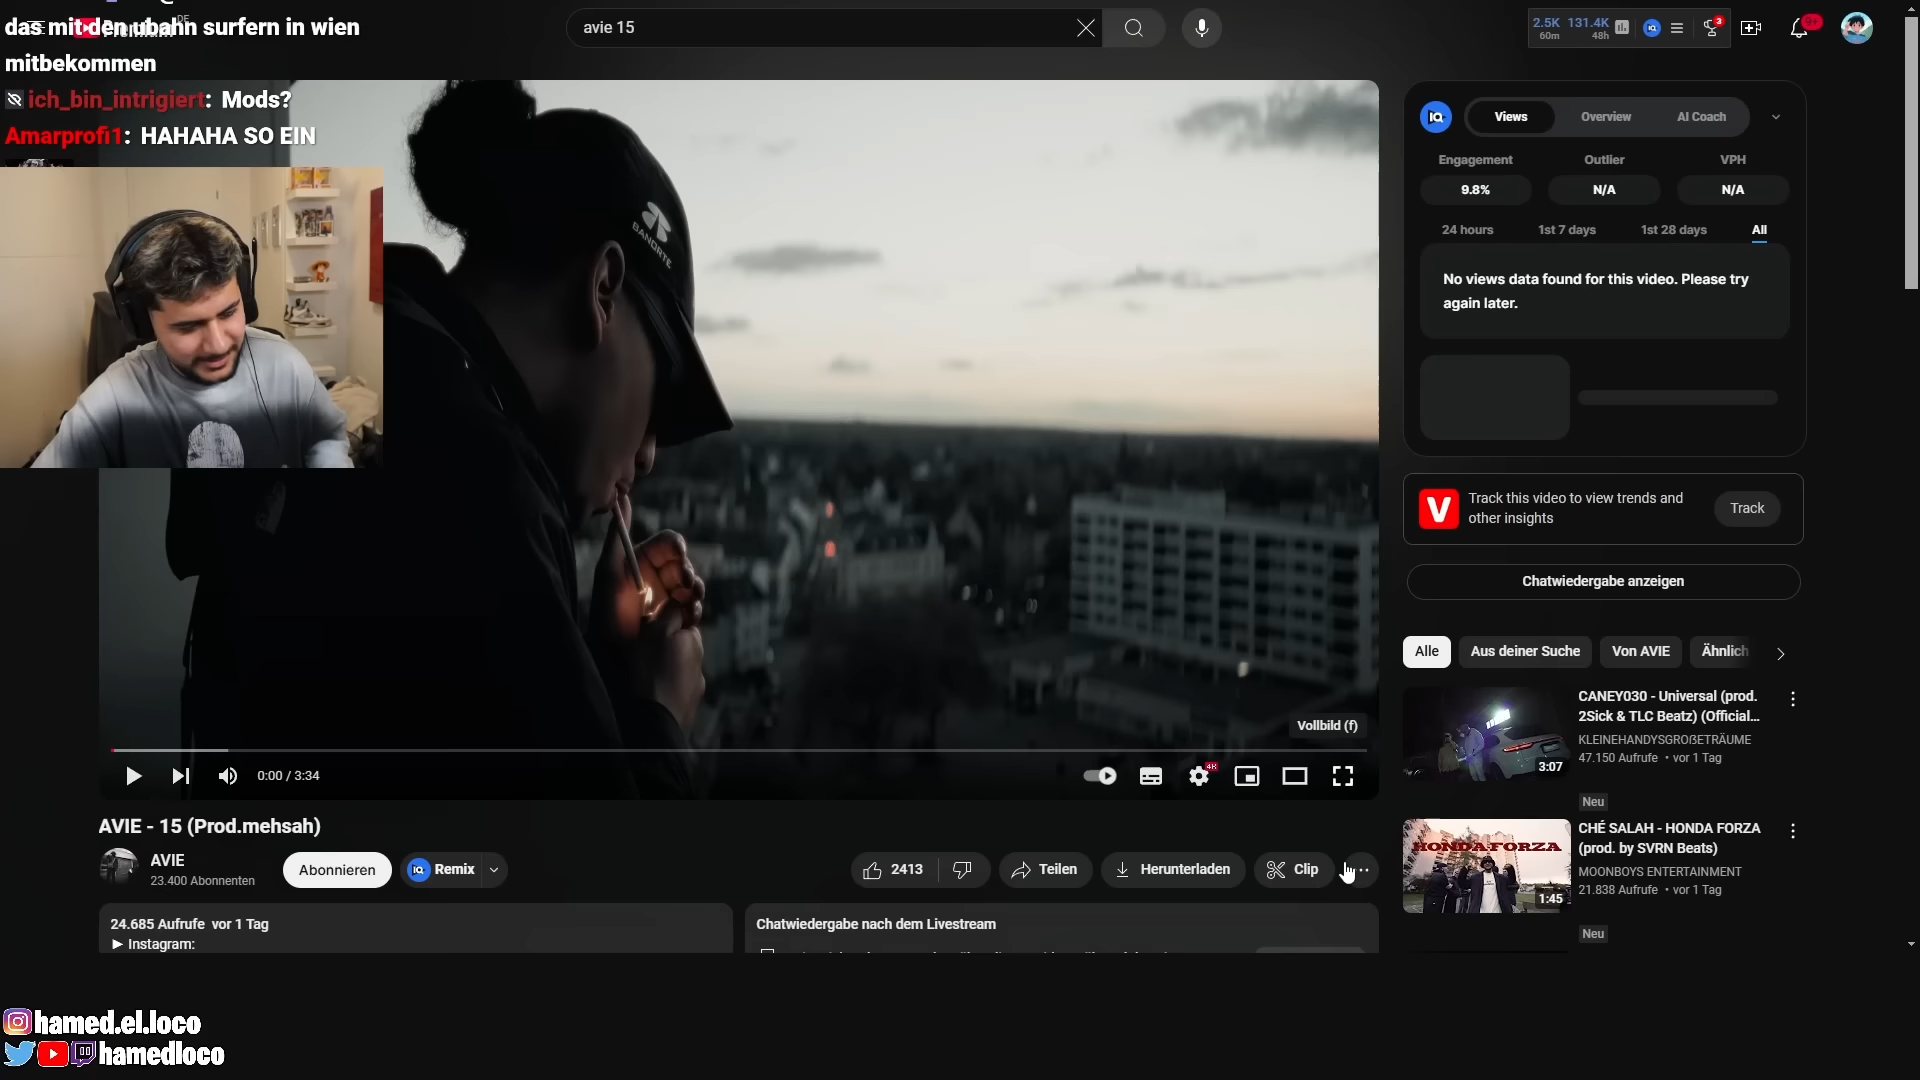 das mit den ubahn surfern in wien
mitbekommen
ich_bin_intrigiert: Mods?
Amarprofi1: HAHAHA SO EIN
avie 15
2.5K 131.4K
60m 48h
3
9+
BANORTE
Views Overview AI Coach
Engagement Outlier VPH
9.8% N/A N/A
24 hours 1st 7 days 1st 28 days All
No views data found for this video. Please try
again later.
Track this video to view trends and
other insights
Track
Chatwiedergabe anzeigen
Alle Aus deiner Suche Von AVIE Ähnlich
CANEY030 - Universal (prod.
2Sick & TLC Beatz) (Official...
KLEINEHANDYSGROẞETRÄUME
47.150 Aufrufe • vor 1 Tag
3:07
Neu
CHÉ SALAH - HONDA FORZA
(prod. by SVRN Beats)
MOONBOYS ENTERTAINMENT
21.838 Aufrufe • vor 1 Tag
HONDA FORZA
1:45
Neu
Vollbild (f)
0:00 / 3:34
4K
AVIE - 15 (Prod.mehsah)
AVIE
23.400 Abonnenten
Abonnieren
Remix
2413
Teilen
Herunterladen
Clip
24.685 Aufrufe vor 1 Tag
► Instagram:
Chatwiedergabe nach dem Livestream
hamed.el.loco
hamedloco